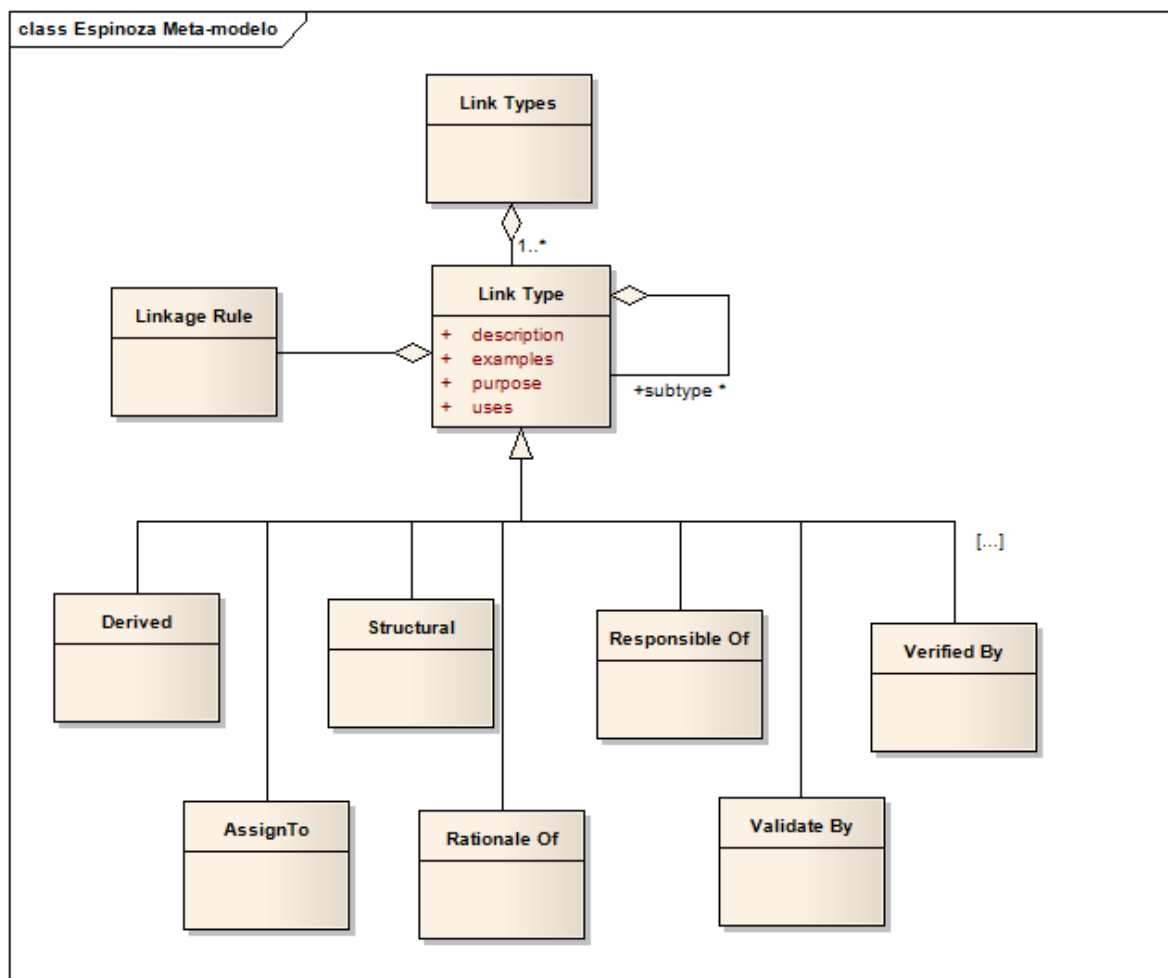 class Espinoza Meta-modelo
Link Types
1..*
Link Type
+ description
+ examples
+ purpose
+ uses
Linkage Rule
+subtype *
[...]
Derived
Structural
Responsible Of
Verified By
AssignTo
Rationale Of
Validate By